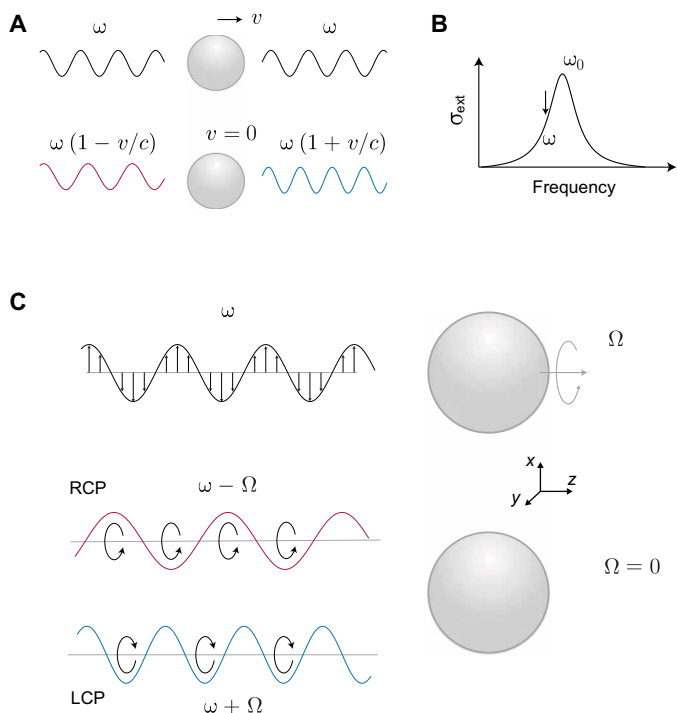 A
ω
v
ω
ω (1 − v/c)
v = 0
ω (1 + v/c)
B
ω₀
σext
ω
Frequency
C
ω
Ω
RCP
ω − Ω
x
y
z
Ω = 0
LCP
ω + Ω